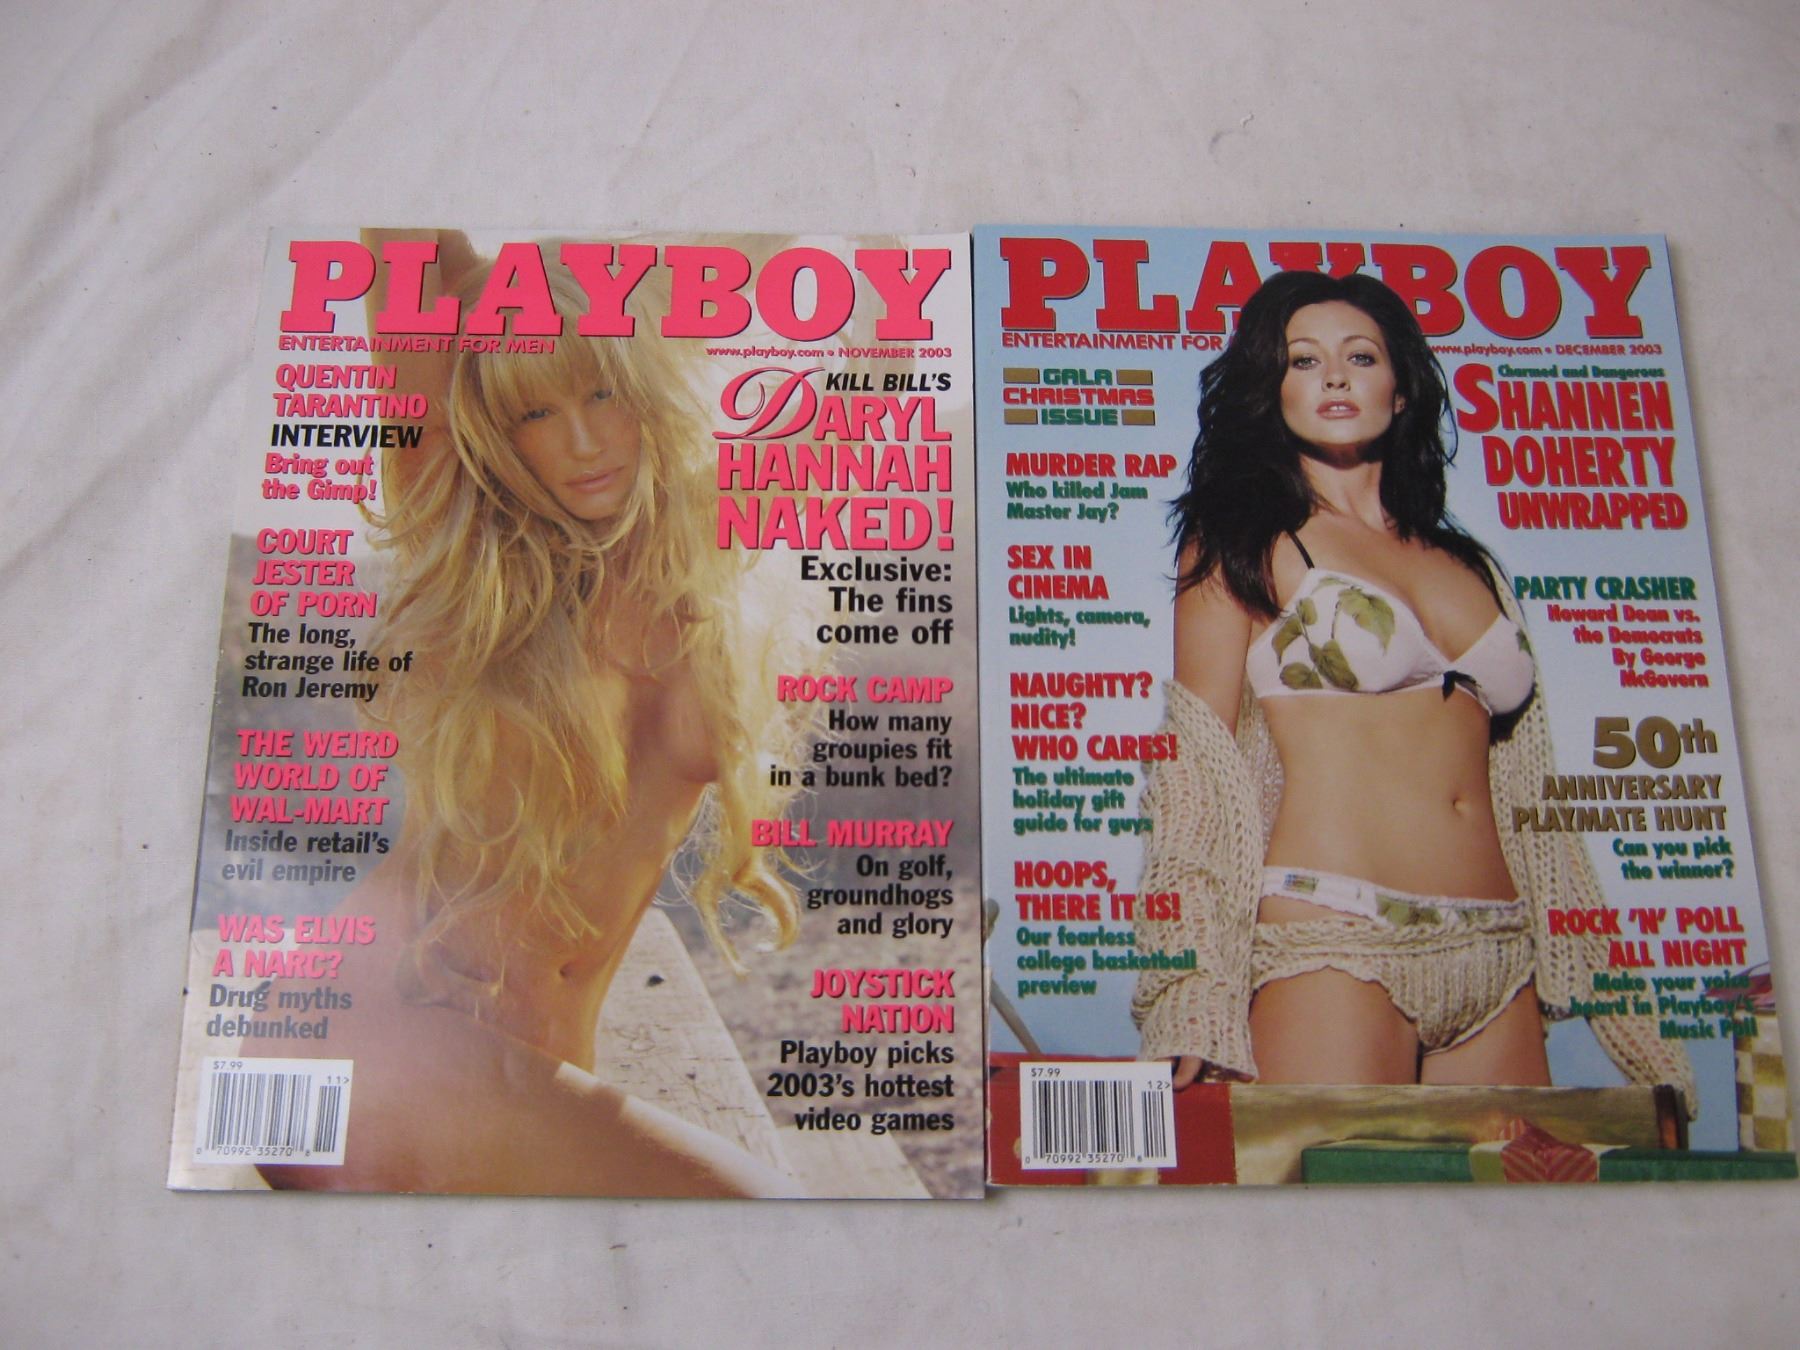 PLAYBOY
ENTERTAINMENT FOR MEN
www.playboy.com • NOVEMBER 2003
QUENTIN
TARANTINO
INTERVIEW
Bring out
the Gimp!
COURT
JESTER
OF PORN
The long,
strange life of
Ron Jeremy
THE WEIRD
WORLD OF
WAL-MART
Inside retail's
evil empire
WAS ELVIS
A NARC?
Drug myths
debunked
$7.99
11>
0 70992 35270 8
KILL BILL'S
DARYL
HANNAH
NAKED!
Exclusive:
The fins
come off
ROCK CAMP
How many
groupies fit
in a bunk bed?
BILL MURRAY
On golf,
groundhogs
and glory
JOYSTICK
NATION
Playboy picks
2003's hottest
video games
PLAYBOY
ENTERTAINMENT FOR
www.playboy.com • DECEMBER 2003
GALA
CHRISTMAS
ISSUE
MURDER RAP
Who killed Jam
Master Jay?
SEX IN
CINEMA
Lights, camera,
nudity!
NAUGHTY?
NICE?
WHO CARES!
The ultimate
holiday gift
guide for guys
HOOPS,
THERE IT IS!
Our fearless
college basketball
preview
$7.99
12>
0 70992 35270 8
Charmed and Dangerous
SHANNEN
DOHERTY
UNWRAPPED
PARTY CRASHER
Howard Dean vs.
the Democrats
By George
McGovern
50th
ANNIVERSARY
PLAYMATE HUNT
Can you pick
the winner?
ROCK 'N' POLL
ALL NIGHT
Make your voice
heard in Playboy's
Music Poll